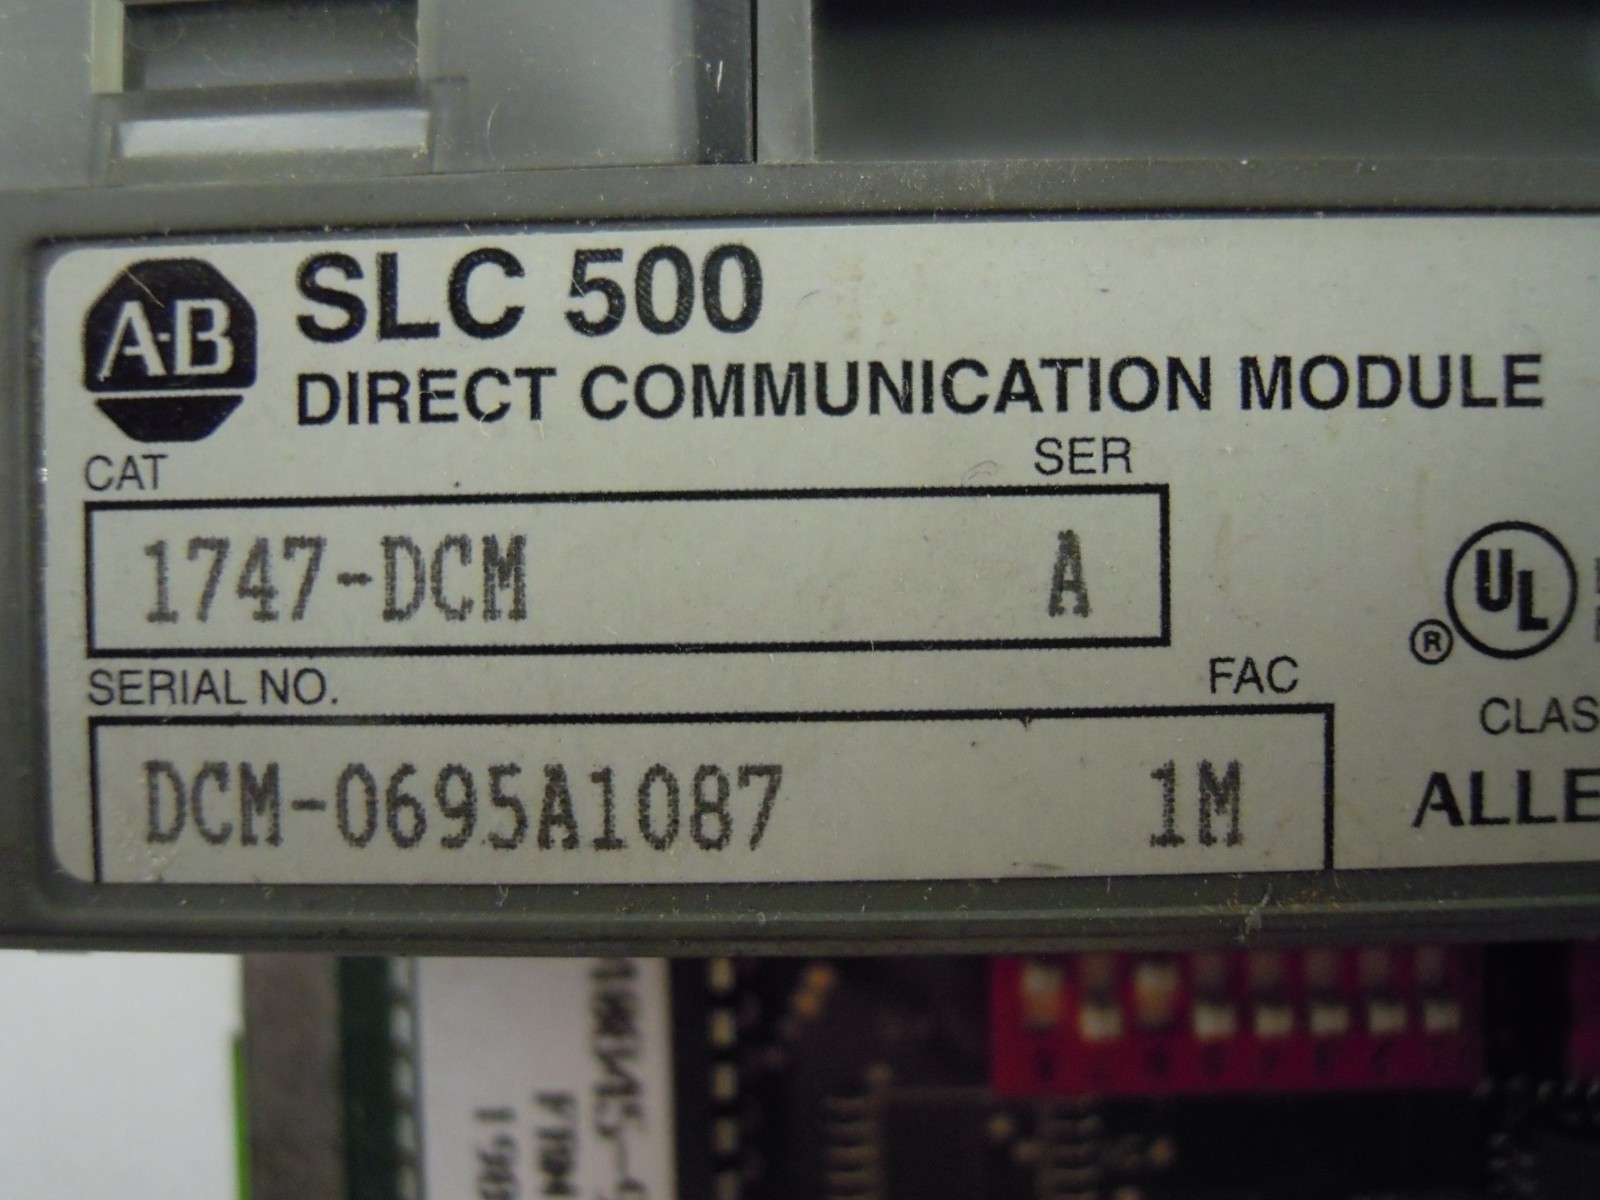 A-B
SLC 500
DIRECT COMMUNICATION MODULE
CAT SER
1747-DCM A
UL
®
SERIAL NO. FAC
CLAS
DCM-0695A1087 1M
ALLE